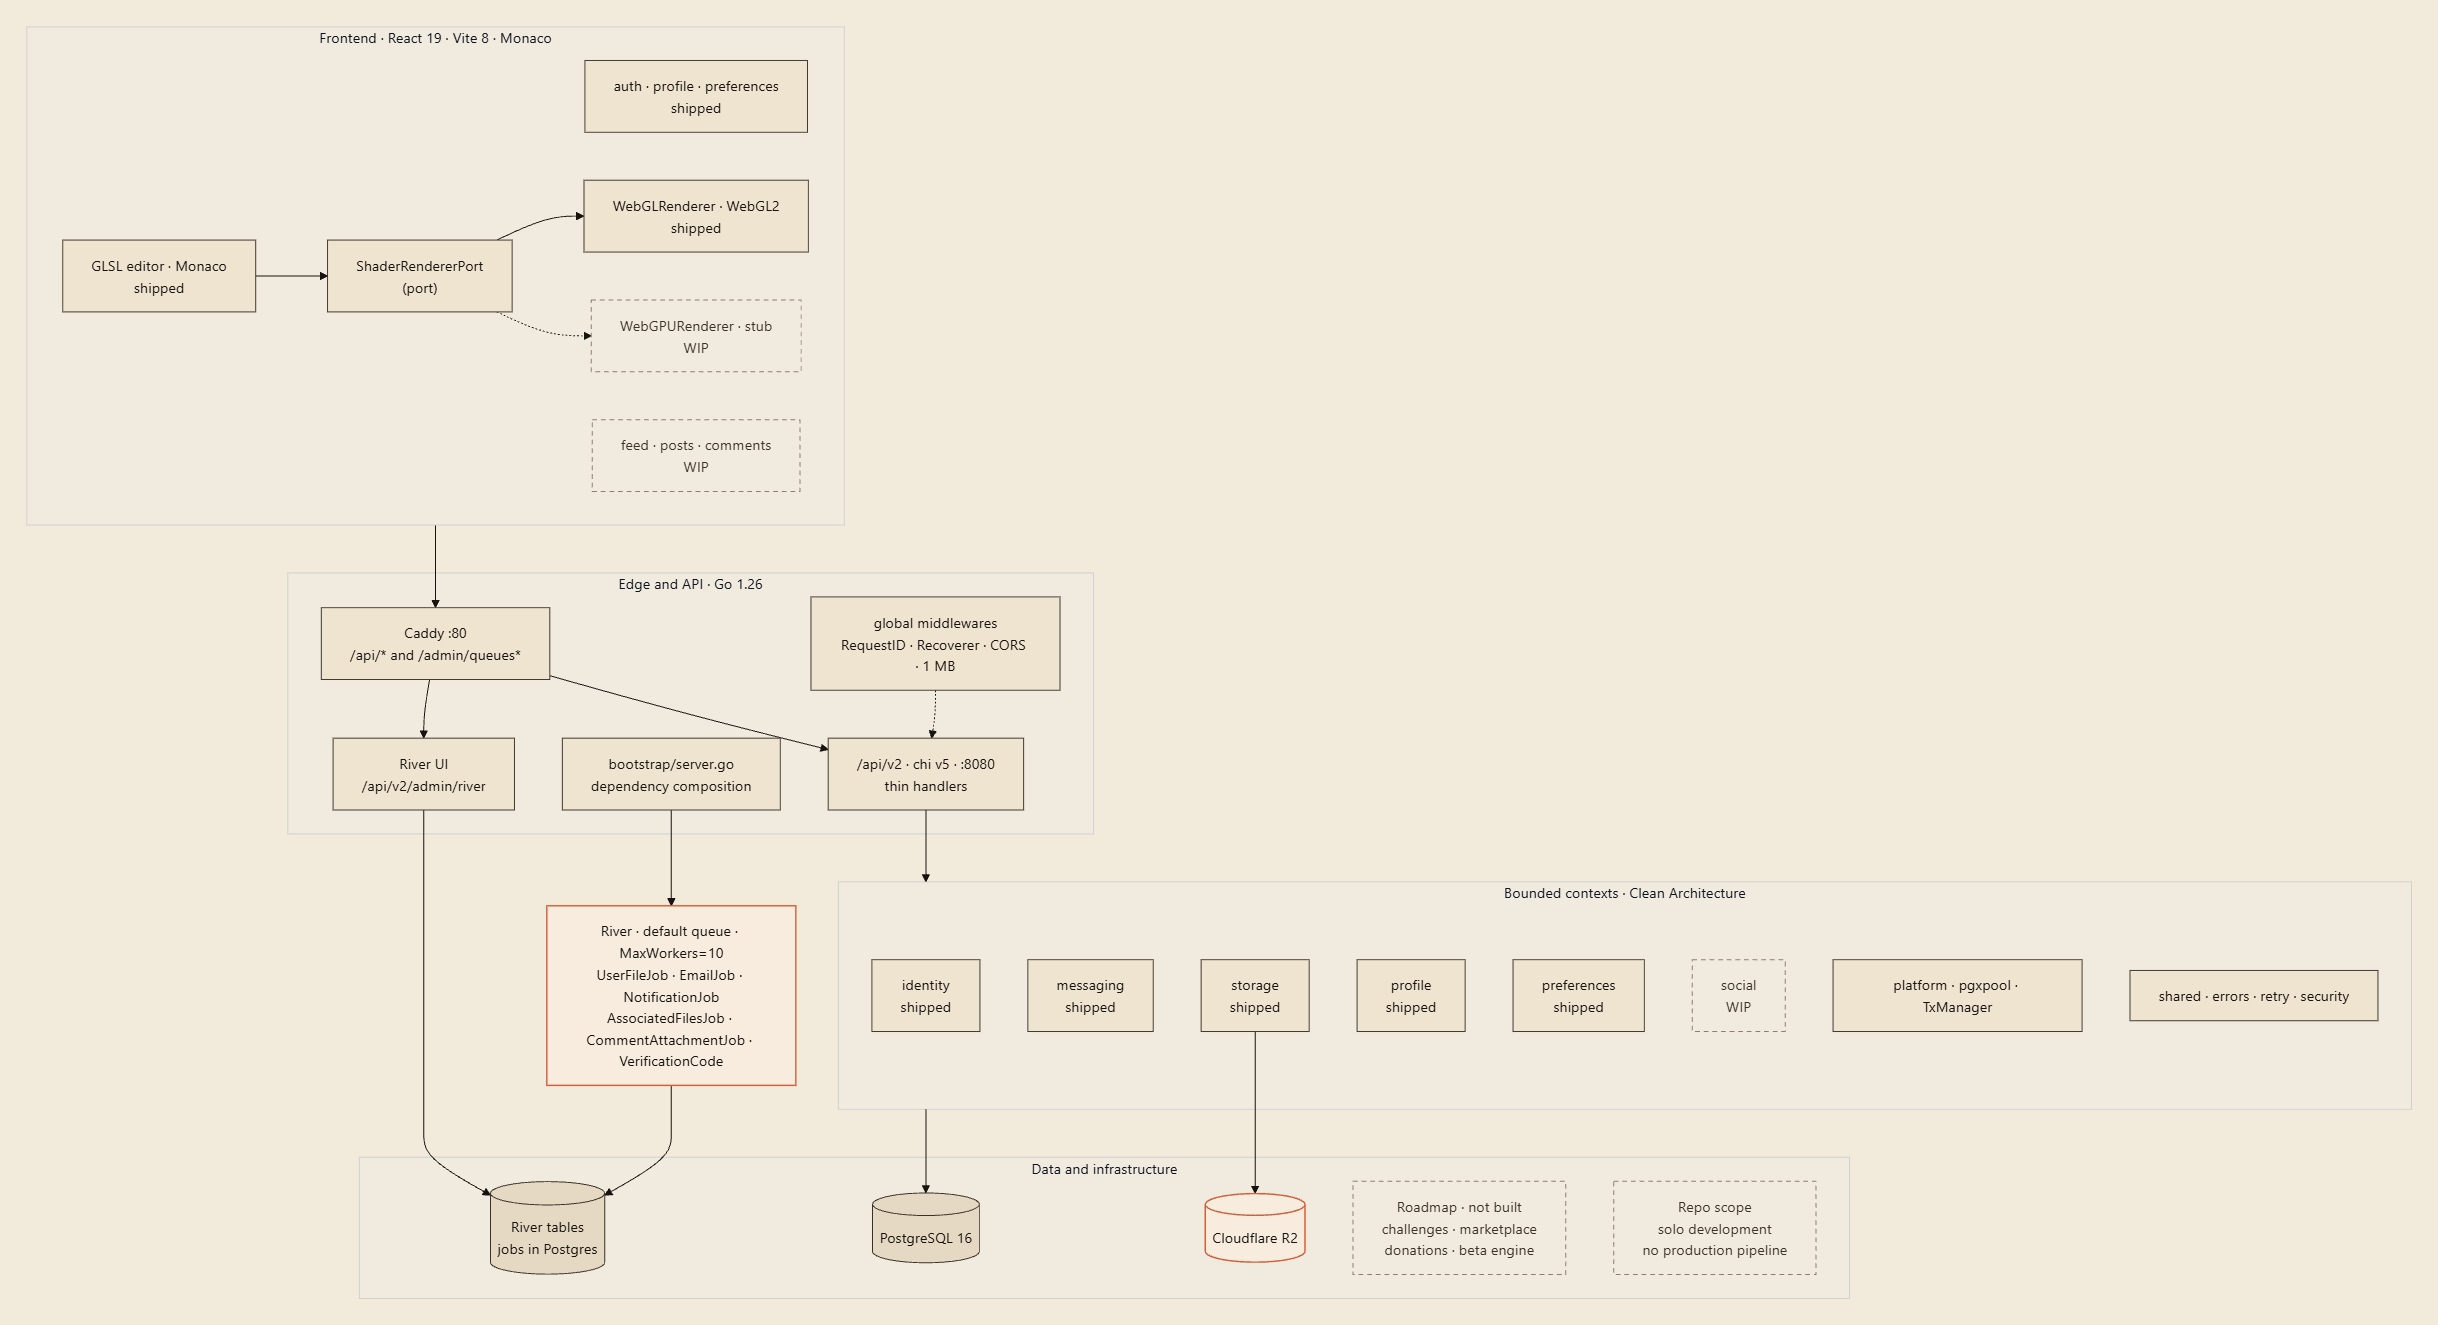 Frontend · React 19 · Vite 8 · Monaco
auth · profile · preferences
shipped
WebGLRenderer · WebGL2
shipped
GLSL editor · Monaco
shipped
ShaderRendererPort
(port)
WebGPURenderer · stub
WIP
feed · posts · comments
WIP
Edge and API · Go 1.26
Caddy :80
/api/* and /admin/queues*
global middlewares
RequestID · Recoverer · CORS
· 1 MB
River UI
/api/v2/admin/river
bootstrap/server.go
dependency composition
/api/v2 · chi v5 · :8080
thin handlers
River · default queue ·
MaxWorkers=10
UserFileJob · EmailJob ·
NotificationJob
AssociatedFilesJob ·
CommentAttachmentJob ·
VerificationCode
Bounded contexts · Clean Architecture
identity
shipped
messaging
shipped
storage
shipped
profile
shipped
preferences
shipped
social
WIP
platform · pgxpool ·
TxManager
shared · errors · retry · security
Data and infrastructure
River tables
jobs in Postgres
PostgreSQL 16
Cloudflare R2
Roadmap · not built
challenges · marketplace
donations · beta engine
Repo scope
solo development
no production pipeline